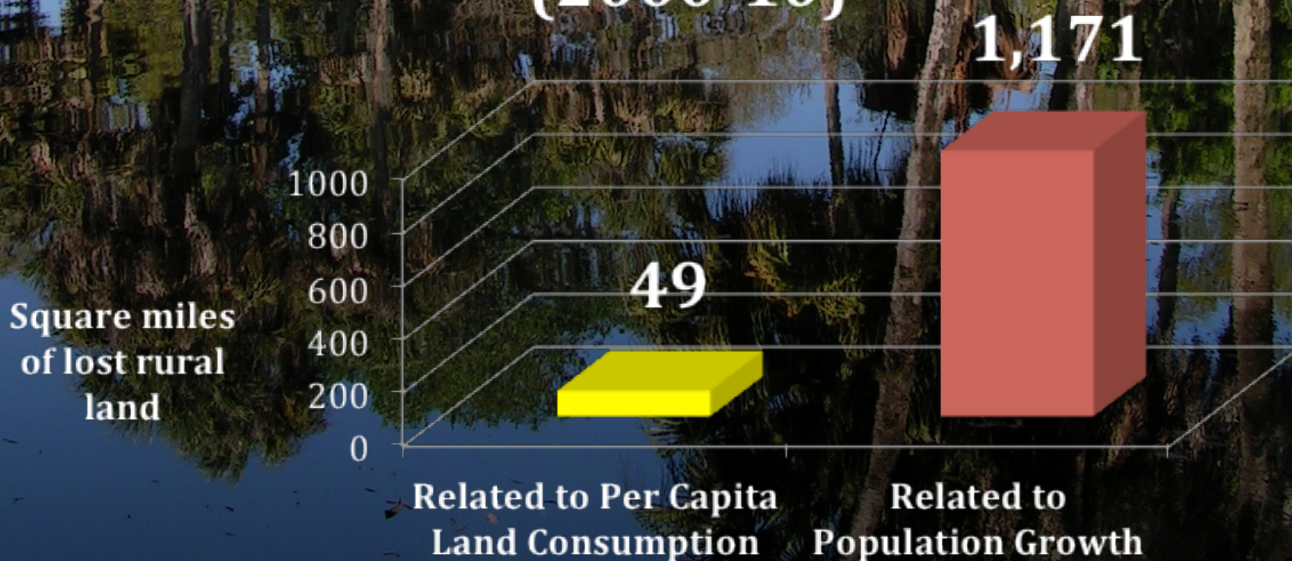 1,171
1000
800
600
400
200
0
49
Square miles
of lost rural
land
Related to Per Capita
Land Consumption
Related to
Population Growth